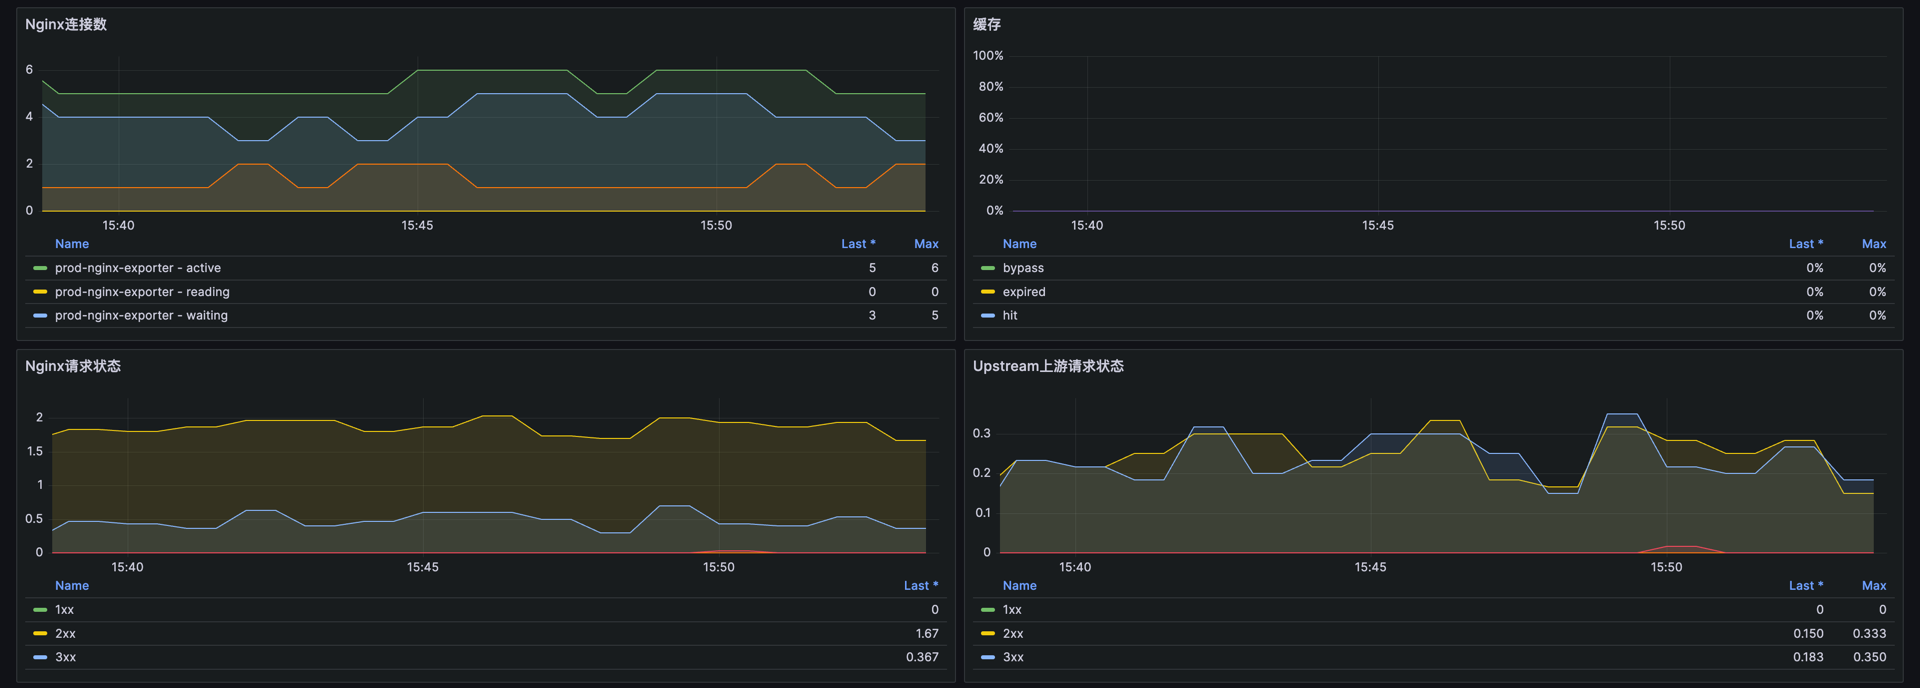 Nginx连接数
6
4
2
0
15:40 15:45 15:50
Name Last * Max
prod-nginx-exporter - active 5 6
prod-nginx-exporter - reading 0 0
prod-nginx-exporter - waiting 3 5
缓存
100%
80%
60%
40%
20%
0%
15:40 15:45 15:50
Name Last * Max
bypass 0% 0%
expired 0% 0%
hit 0% 0%
Nginx请求状态
2
1.5
1
0.5
0
15:40 15:45 15:50
Name Last *
1xx 0
2xx 1.67
3xx 0.367
Upstream上游请求状态
0.3
0.2
0.1
0
15:40 15:45 15:50
Name Last * Max
1xx 0 0
2xx 0.150 0.333
3xx 0.183 0.350